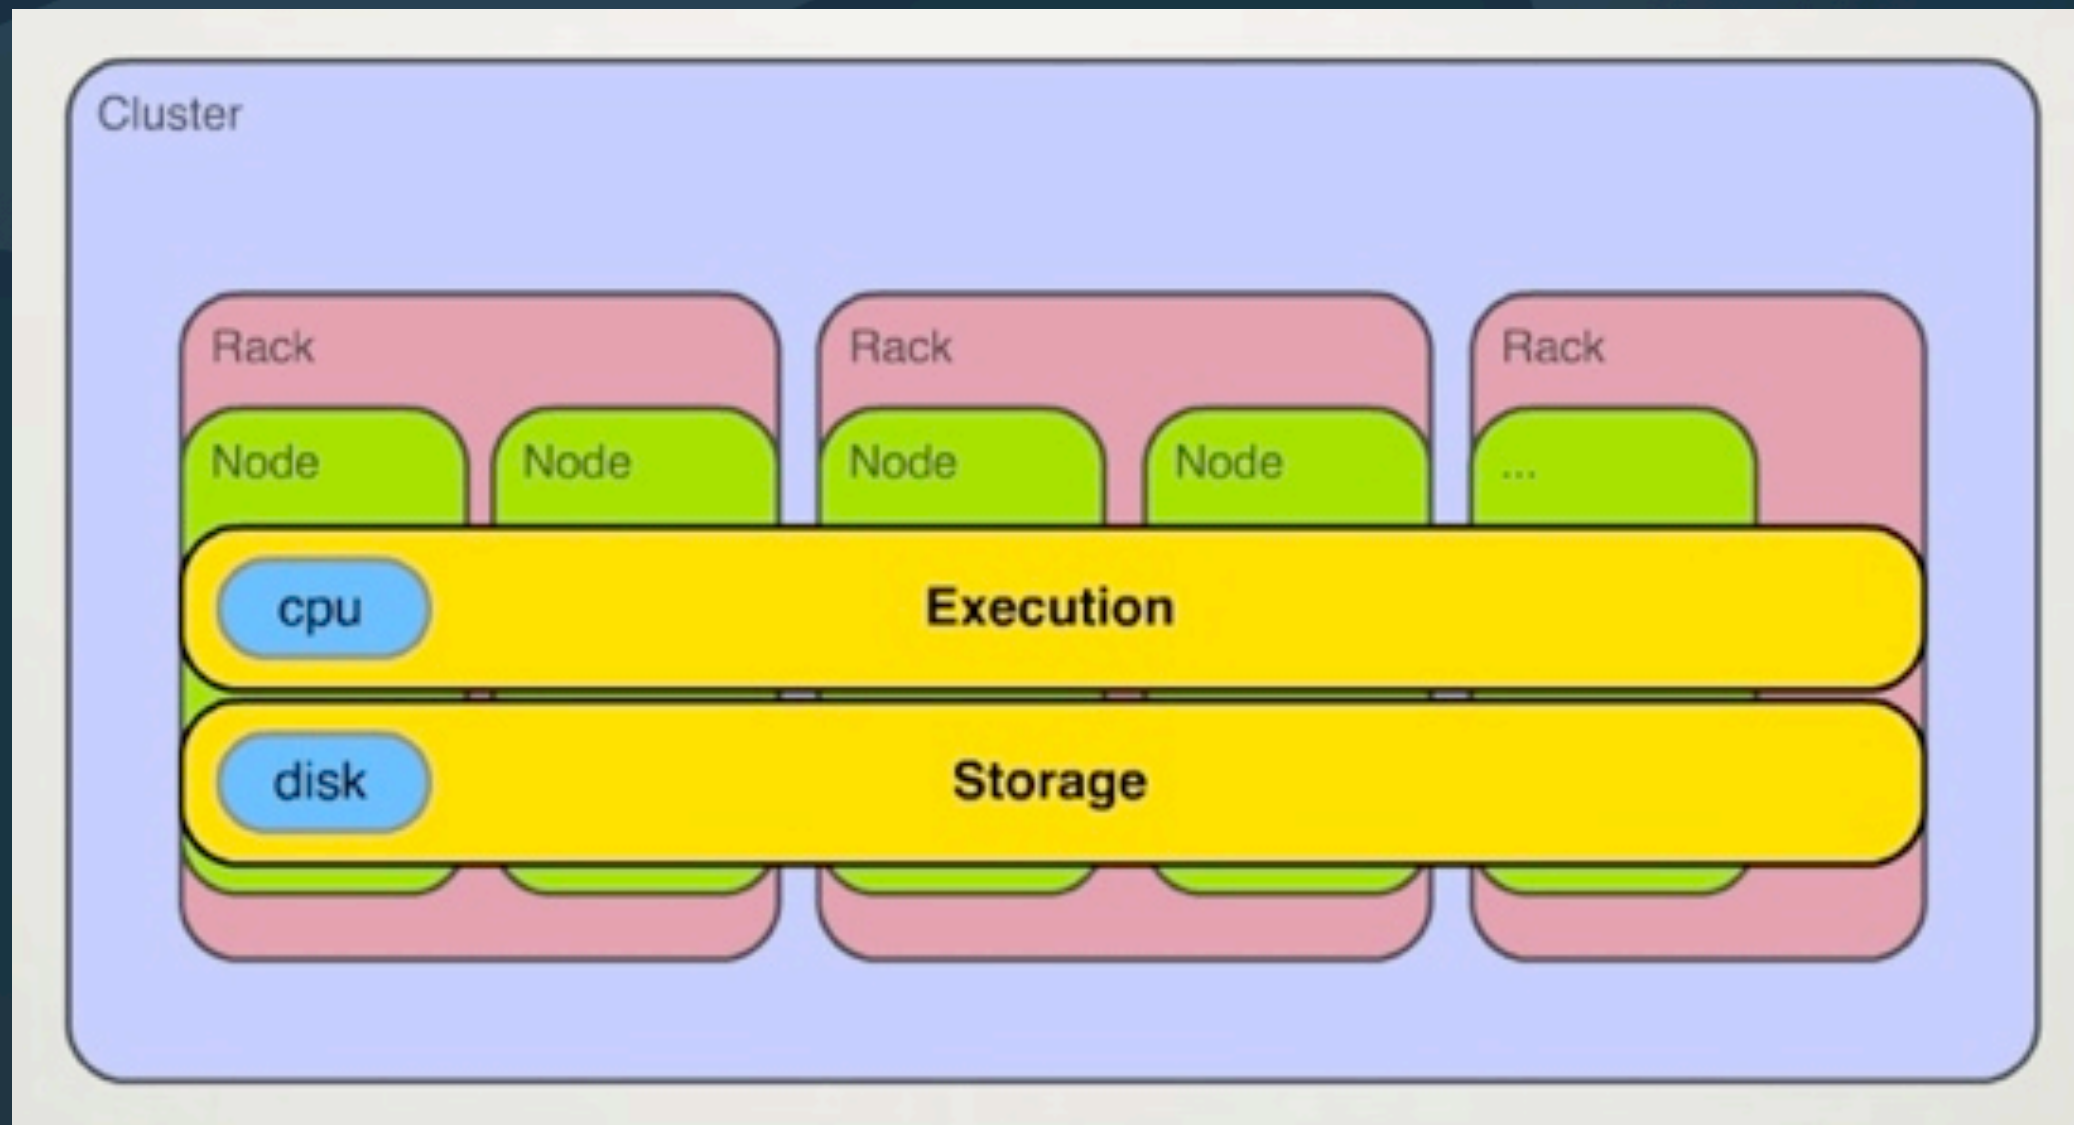 Cluster
Rack Rack Rack
Node Node Node Node ...
cpu Execution
disk Storage